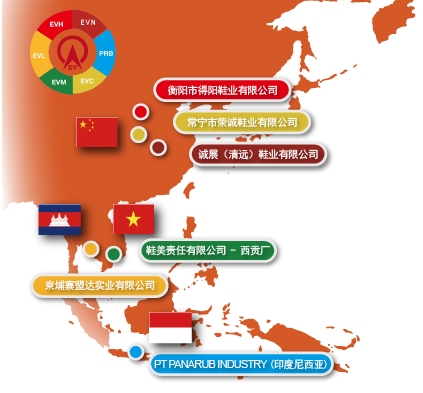 EVH
EVN
EVL
PRB
EV
EVM
EVC
衡阳市得阳鞋业有限公司
常宁市荣诚鞋业有限公司
诚展（清远）鞋业有限公司
鞋美责任有限公司 - 西贡厂
柬埔寨盟达实业有限公司
PT PANARUB INDUSTRY (印度尼西亚)